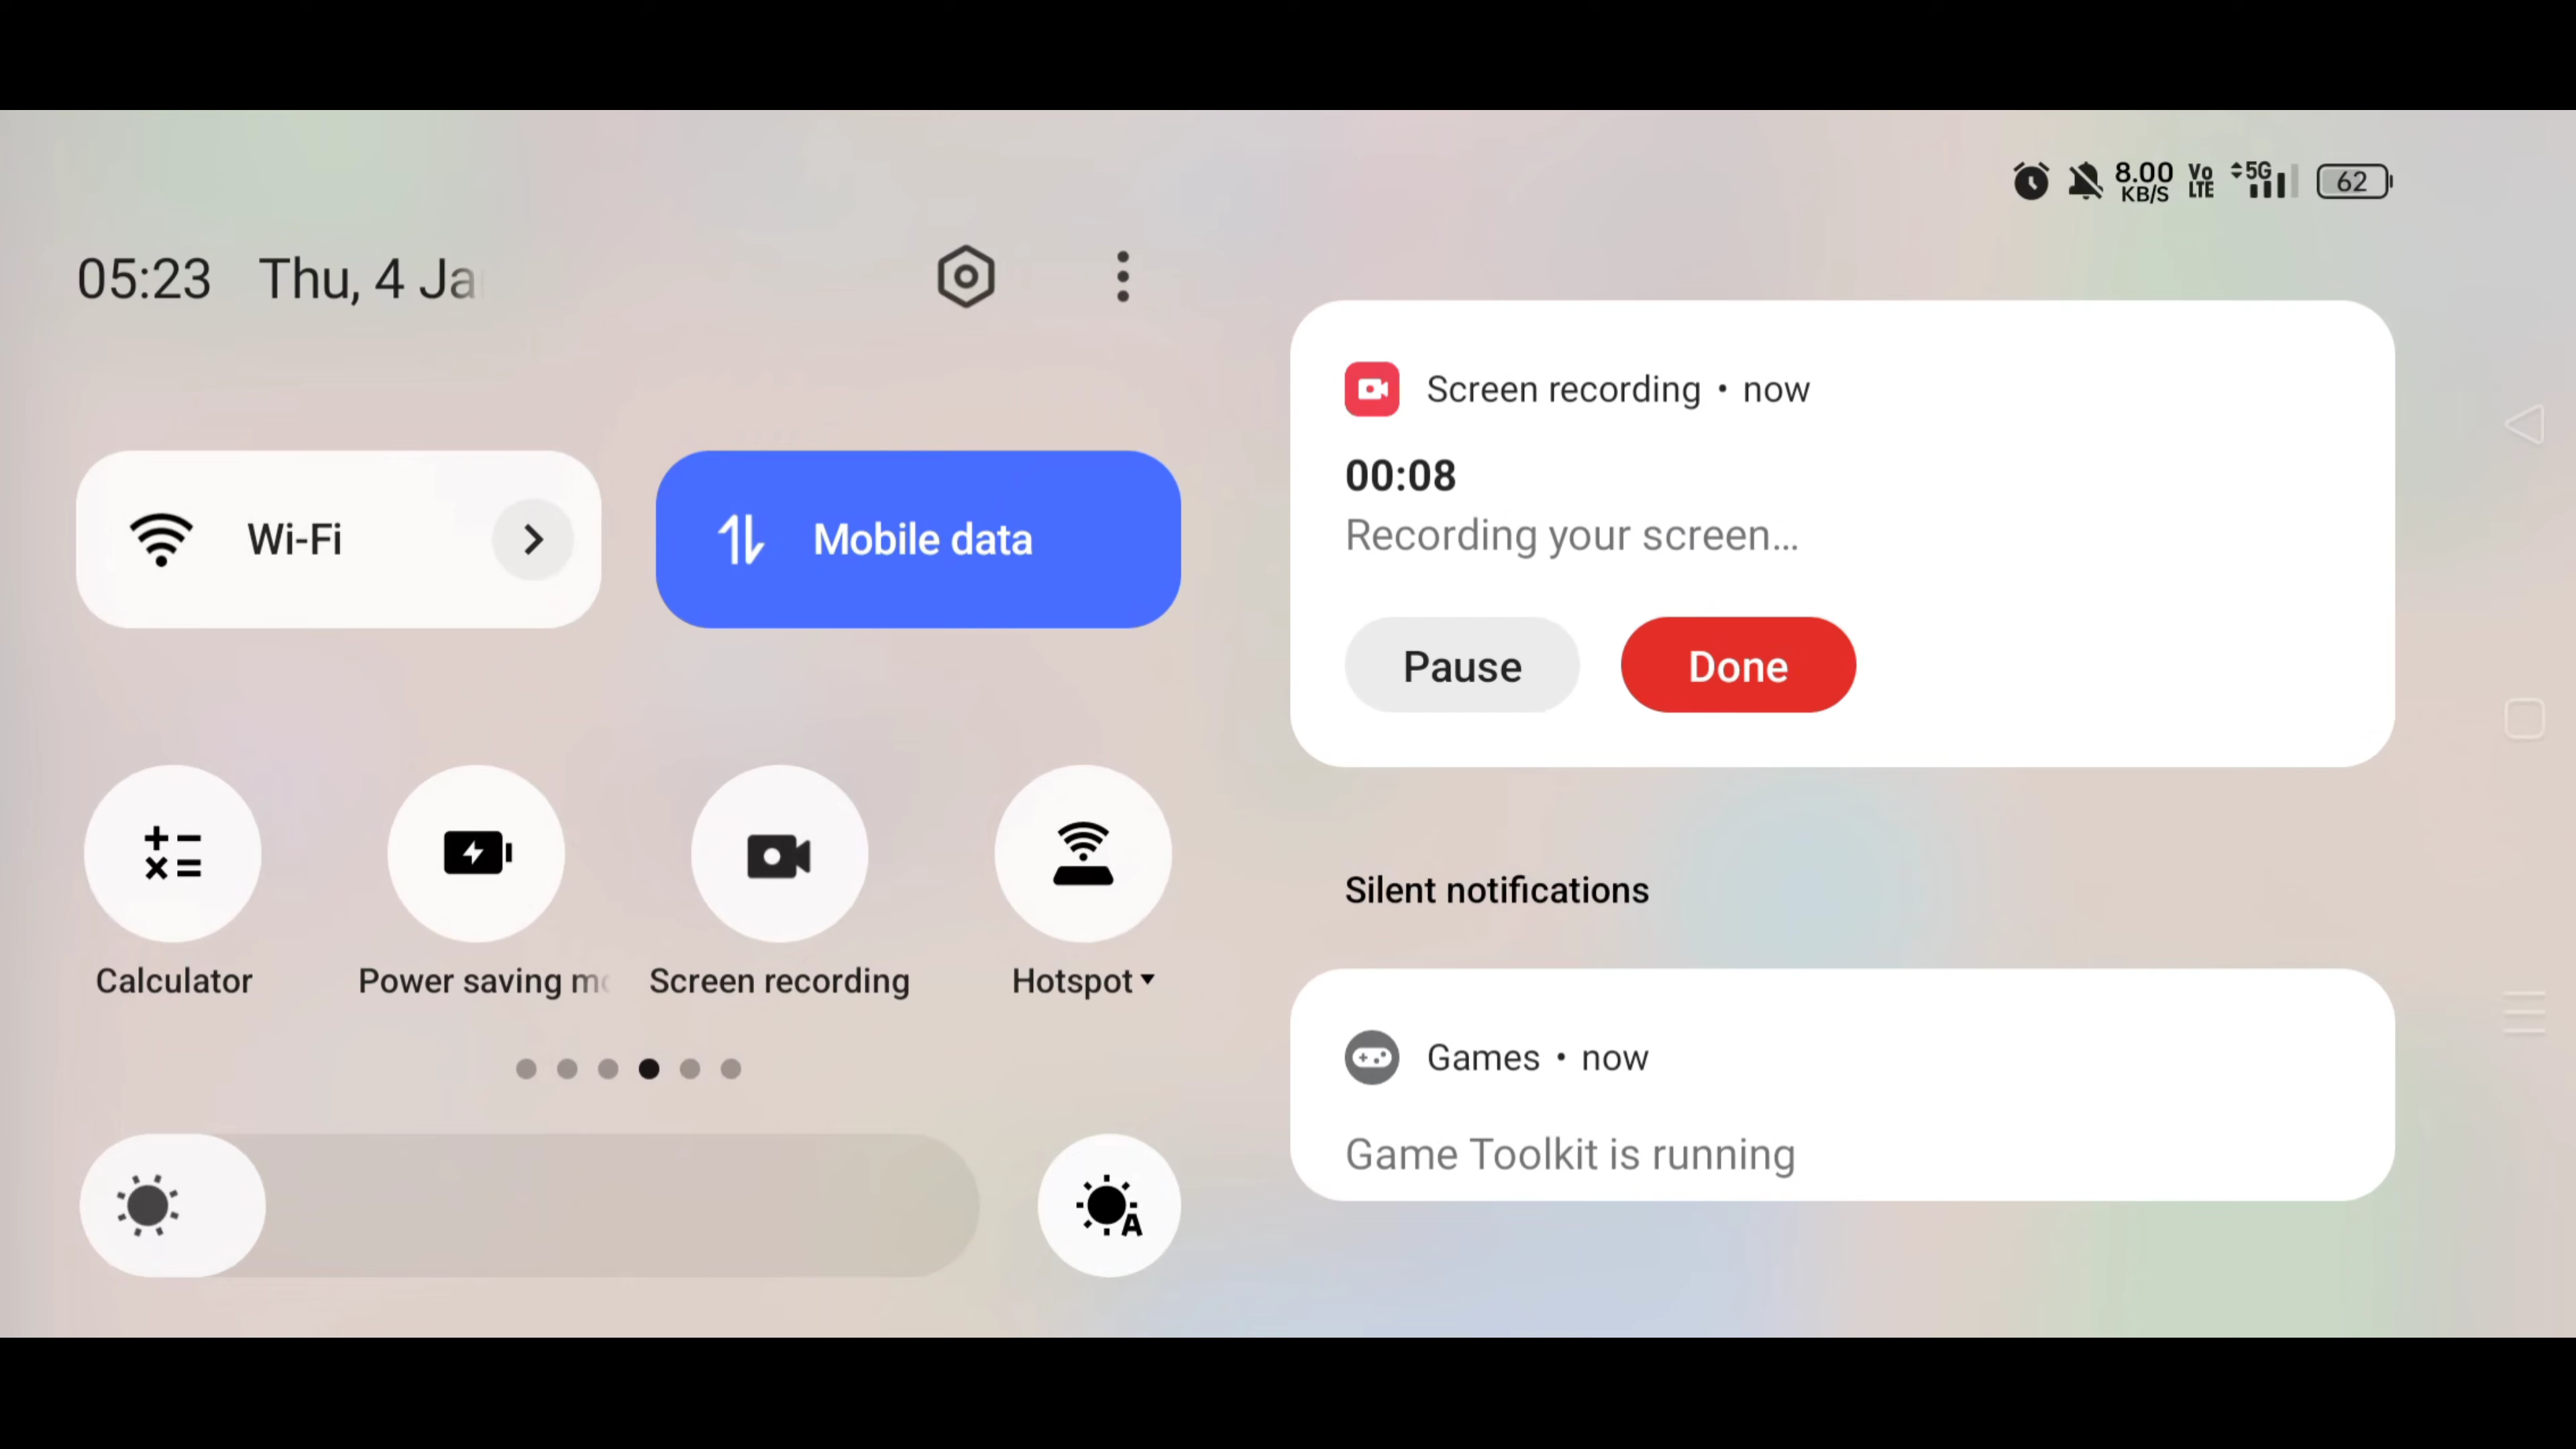 8.00
KB/S
Vo
LTE
5G
62
05:23 Thu, 4 Ja
Wi-Fi
Mobile data
Calculator
Power saving mo
Screen recording
Hotspot
A
Screen recording • now
00:08
Recording your screen...
Pause
Done
Silent notifications
Games • now
Game Toolkit is running